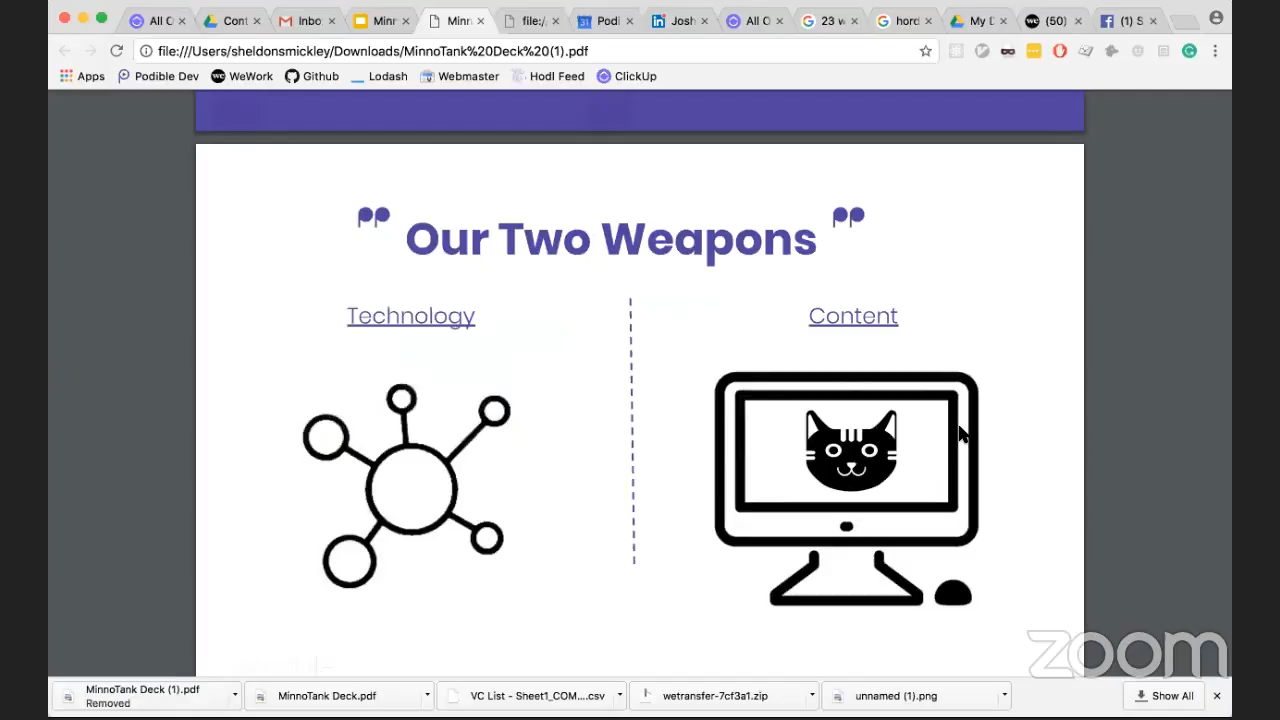 All C
Cont
Inbo
Minn
Minn
file:/
Podi
Josh
All C
23 w
hord
My D
(50)
(1) S
file:///Users/sheldonsmickley/Downloads/MinnoTank%20Deck%20(1).pdf
Apps
Podible Dev
WeWork
Github
Lodash
Webmaster
Hodl Feed
ClickUp
Our Two Weapons
Technology
Content
zoom
MinnoTank Deck (1).pdf
Removed
MinnoTank Deck.pdf
VC List - Sheet1_COM....csv
wetransfer-7cf3a1.zip
unnamed (1).png
Show All